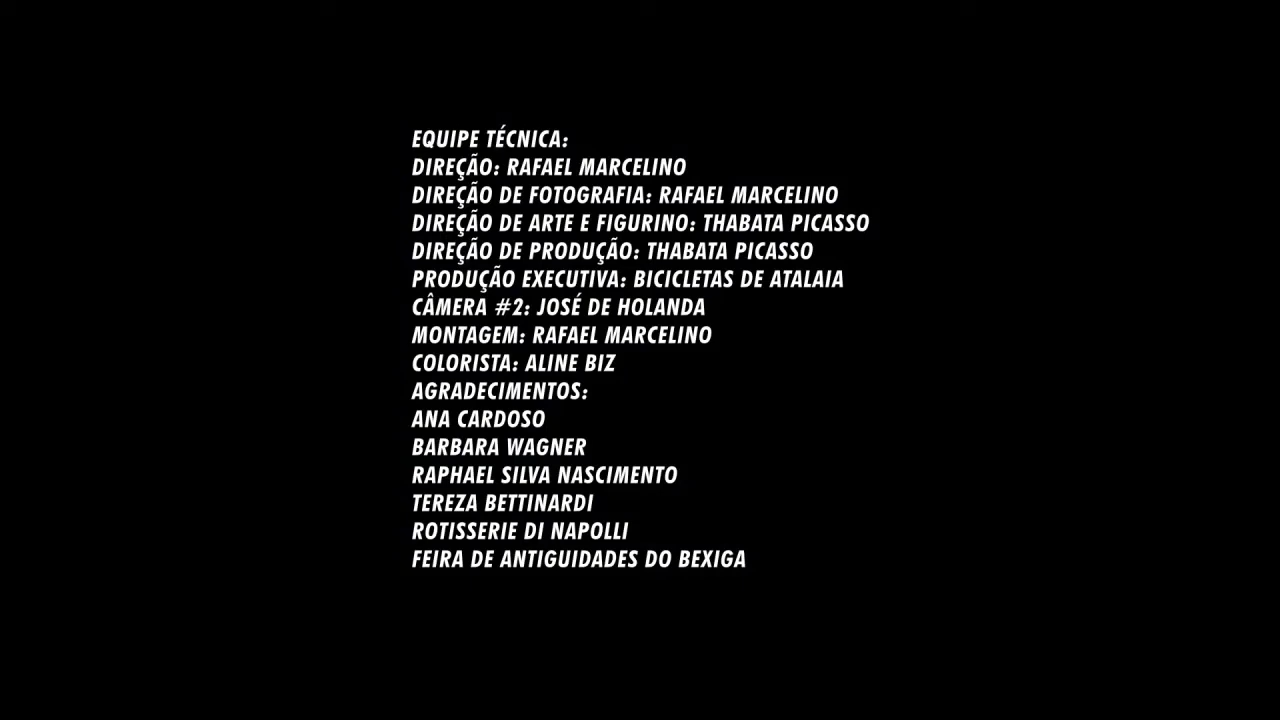 EQUIPE TÉCNICA:
DIREÇÃO: RAFAEL MARCELINO
DIREÇÃO DE FOTOGRAFIA: RAFAEL MARCELINO
DIREÇÃO DE ARTE E FIGURINO: THABATA PICASSO
DIREÇÃO DE PRODUÇÃO: THABATA PICASSO
PRODUÇÃO EXECUTIVA: BICICLETAS DE ATALAIA
CÂMERA #2: JOSÉ DE HOLANDA
MONTAGEM: RAFAEL MARCELINO
COLORISTA: ALINE BIZ
AGRADECIMENTOS:
ANA CARDOSO
BARBARA WAGNER
RAPHAEL SILVA NASCIMENTO
TEREZA BETTINARDI
ROTISSERIE DI NAPOLLI
FEIRA DE ANTIGUIDADES DO BEXIGA